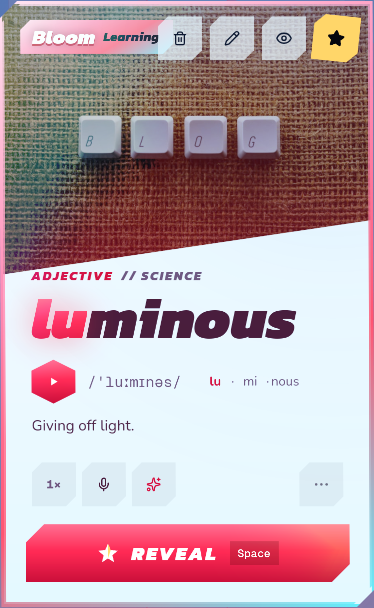 Bloom Learning
B L O G
ADJECTIVE // SCIENCE
luminous
/ˈluːmɪnəs/ lu · mi · nous
Giving off light.
1×
REVEAL Space